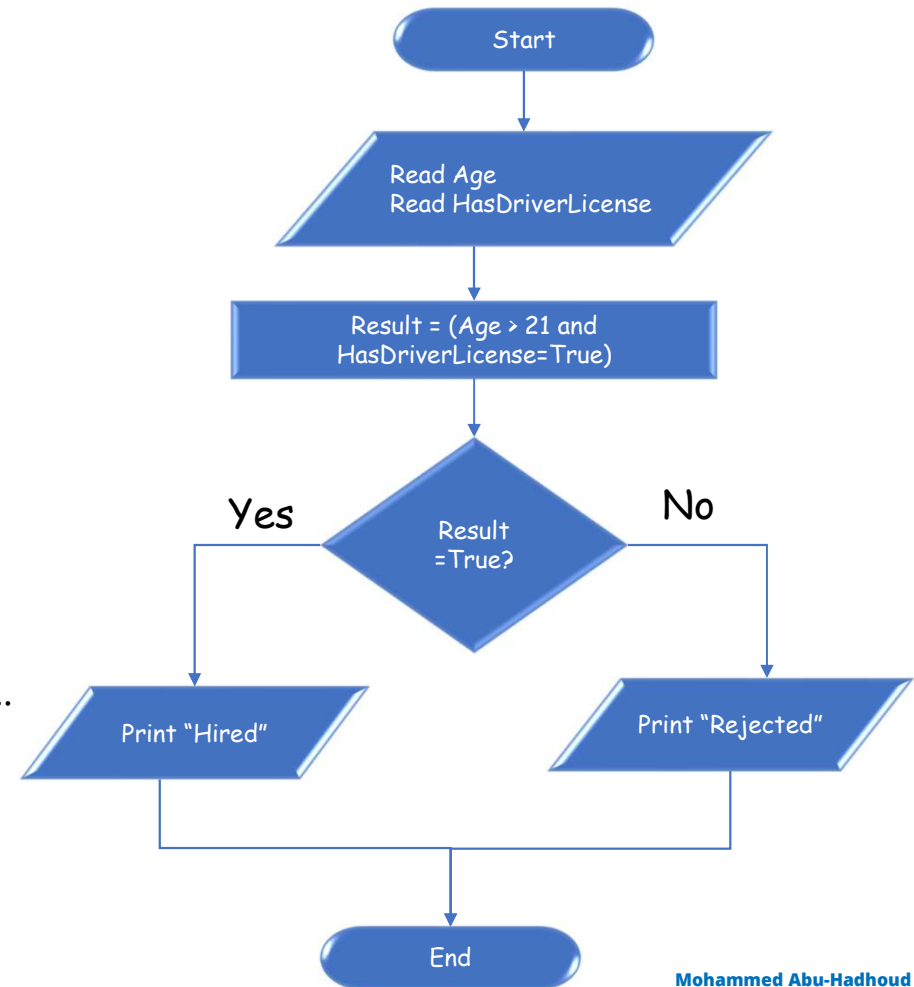 Start
Read Age
Read HasDriverLicense
Result = (Age > 21 and
HasDriverLicense=True)
Yes
No
Result
=True?
.
Print “Hired”
Print “Rejected”
End
Mohammed Abu-Hadhoud